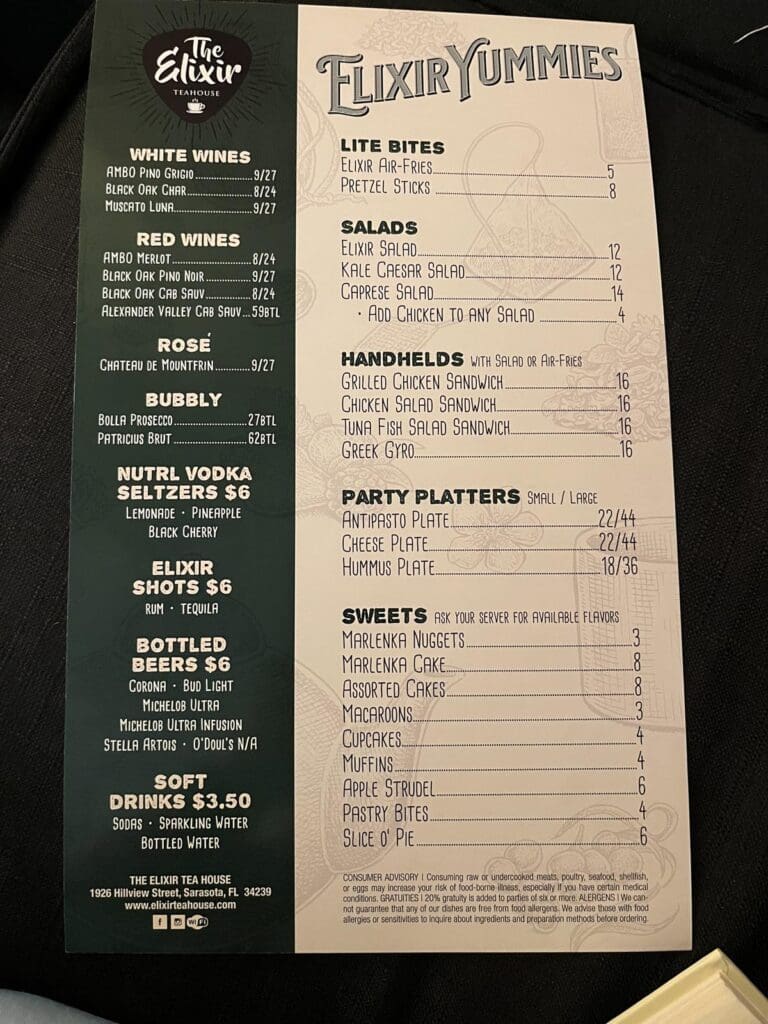 The
Elixir
TEAHOUSE
WHITE WINES
AMBO PINO GRIGIO 9/27
BLACK OAK CHAR 8/24
MUSCATO LUNA 9/27
RED WINES
AMBO MERLOT 8/24
BLACK OAK PINO NOIR 9/27
BLACK OAK CAB SAUV 8/24
ALEXANDER VALLEY CAB SAUV 59BTL
ROSÉ
CHATEAU DE MOUNTFRIN 9/27
BUBBLY
BOLLA PROSECCO 27BTL
PATRICIUS BRUT 62BTL
NUTRL VODKA
SELTZERS $6
LEMONADE · PINEAPPLE
BLACK CHERRY
ELIXIR
SHOTS $6
RUM · TEQUILA
BOTTLED
BEERS $6
CORONA · BUD LIGHT
MICHELOB ULTRA
MICHELOB ULTRA INFUSION
STELLA ARTOIS · O'DOUL'S N/A
SOFT
DRINKS $3.50
SODAS · SPARKLING WATER
BOTTLED WATER
THE ELIXIR TEA HOUSE
1926 Hillview Street, Sarasota, FL 34239
www.elixirteahouse.com
WiFi
ELIXIR YUMMIES
LITE BITES
ELIXIR AIR-FRIES 5
PRETZEL STICKS 8
SALADS
ELIXIR SALAD 12
KALE CAESAR SALAD 12
CAPRESE SALAD 14
· ADD CHICKEN TO ANY SALAD 4
HANDHELDS WITH SALAD OR AIR-FRIES
GRILLED CHICKEN SANDWICH 16
CHICKEN SALAD SANDWICH 16
TUNA FISH SALAD SANDWICH 16
GREEK GYRO 16
PARTY PLATTERS SMALL / LARGE
ANTIPASTO PLATE 22/44
CHEESE PLATE 22/44
HUMMUS PLATE 18/36
SWEETS ASK YOUR SERVER FOR AVAILABLE FLAVORS
MARLENKA NUGGETS 3
MARLENKA CAKE 8
ASSORTED CAKES 8
MACAROONS 3
CUPCAKES 4
MUFFINS 4
APPLE STRUDEL 6
PASTRY BITES 4
SLICE O' PIE 6
CONSUMER ADVISORY | Consuming raw or undercooked meats, poultry, seafood, shellfish,
or eggs may increase your risk of food-borne illness, especially if you have certain medical
conditions. GRATUITIES | 20% gratuity is added to parties of six or more. ALERGENS | We can-
not guarantee that any of our dishes are free from food allergens. We advise those with food
allergies or sensitivities to inquire about ingredients and preparation methods before ordering.